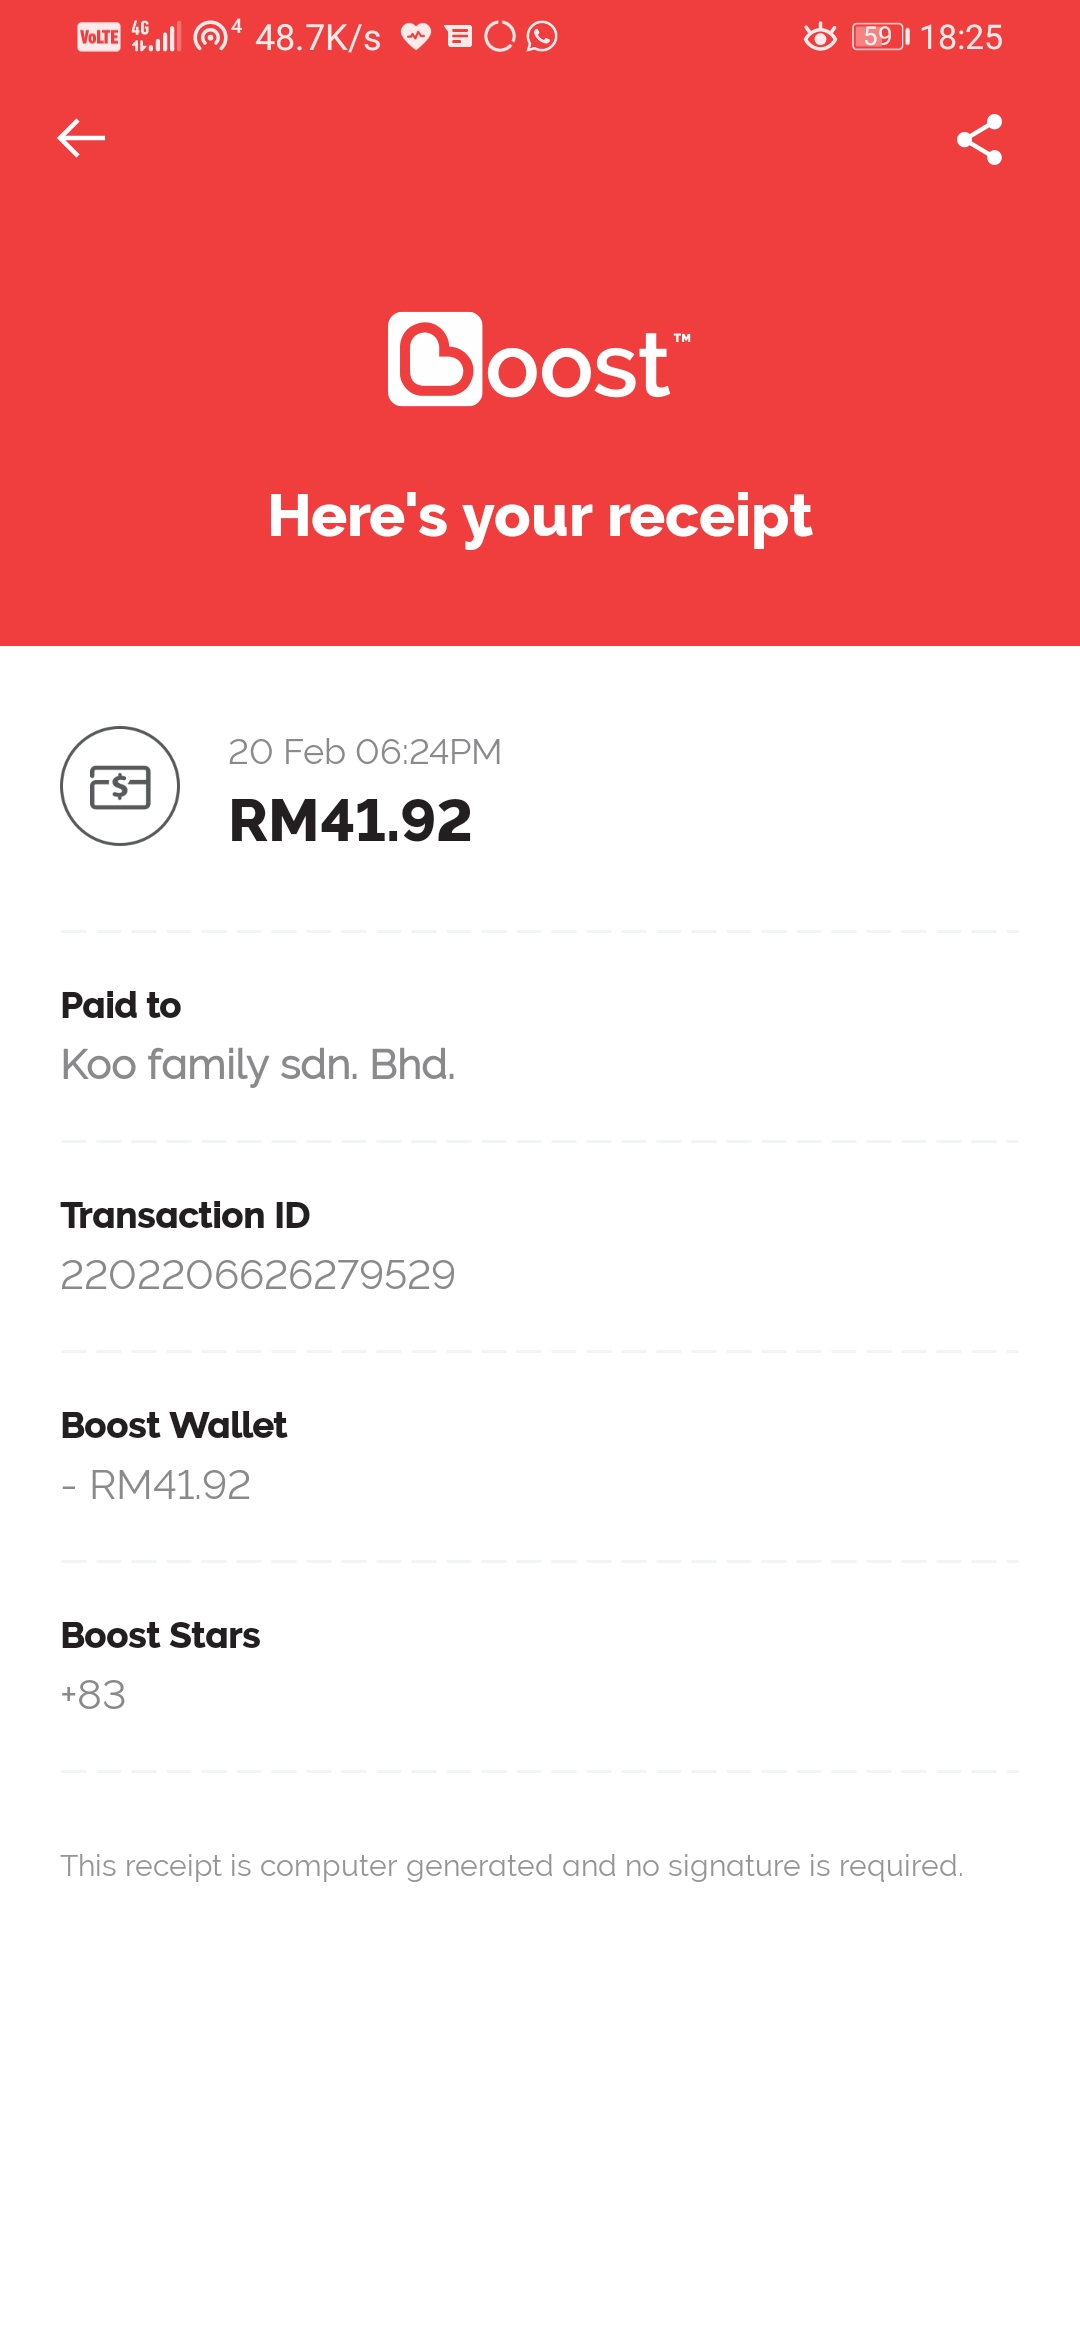 VoLTE 4G 4 48.7K/s 59 18:25
Boost™
Here's your receipt
20 Feb 06:24PM
RM41.92
Paid to
Koo family sdn. Bhd.
Transaction ID
2202206626279529
Boost Wallet
- RM41.92
Boost Stars
+83
This receipt is computer generated and no signature is required.